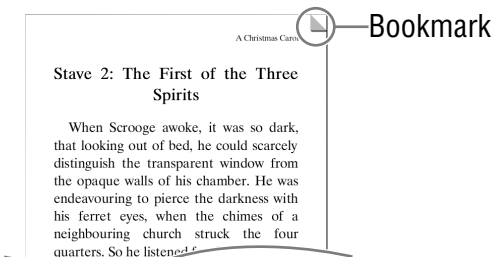 A Christmas Caro
Bookmark
Stave 2: The First of the Three
Spirits
When Scrooge awoke, it was so dark,
that looking out of bed, he could scarcely
distinguish the transparent window from
the opaque walls of his chamber. He was
endeavouring to pierce the darkness with
his ferret eyes, when the chimes of a
neighbouring church struck the four
quarters. So he listened